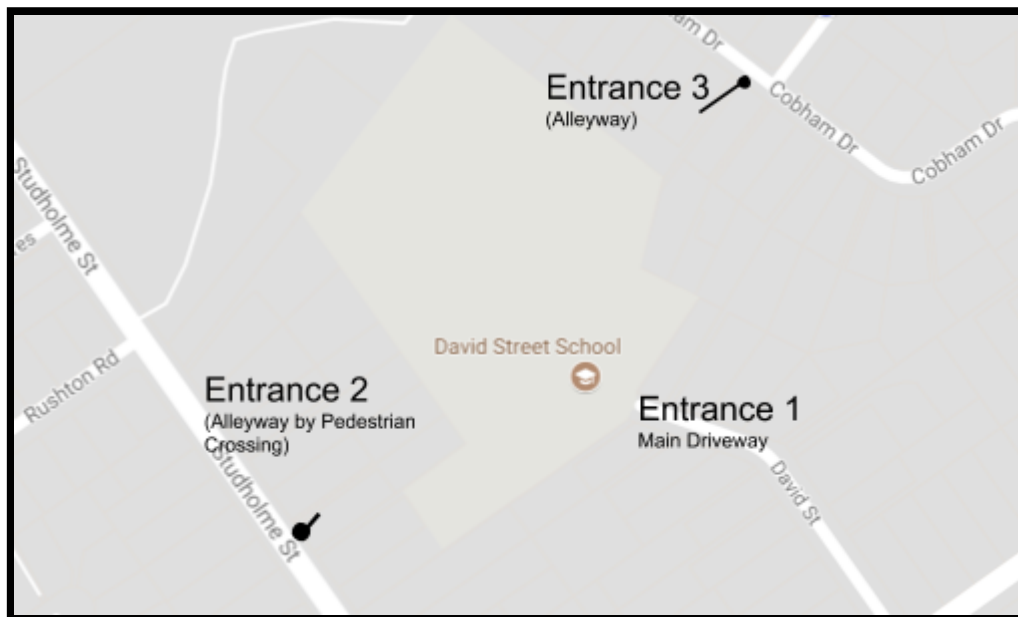 am Dr
Entrance 3
(Alleyway)
Cobham Dr
Cobham Dr
Studholme St
es
David Street School
Rushton Rd
Entrance 2
(Alleyway by Pedestrian
Crossing)
Entrance 1
Main Driveway
Studholme St
David St